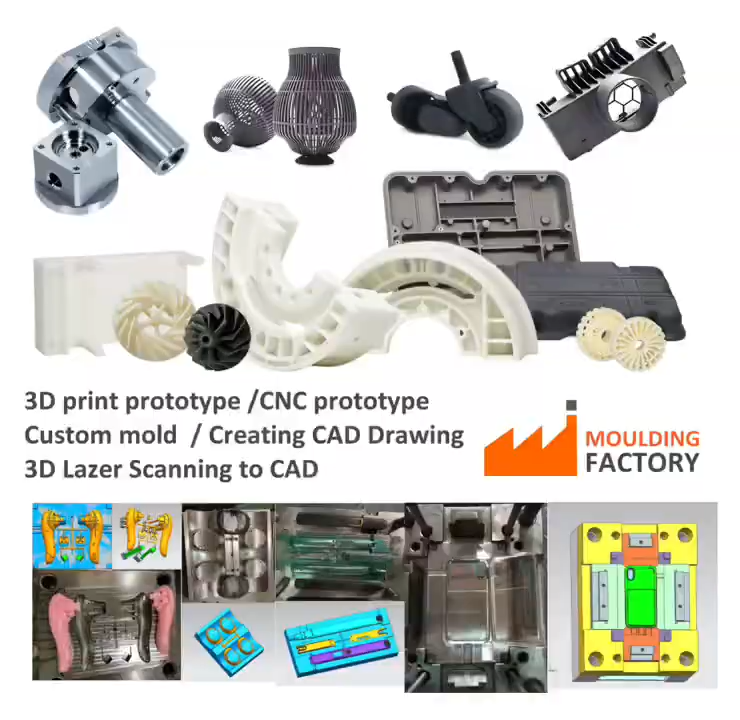 3D print prototype /CNC prototype
Custom mold / Creating CAD Drawing
3D Lazer Scanning to CAD
MOULDING
FACTORY